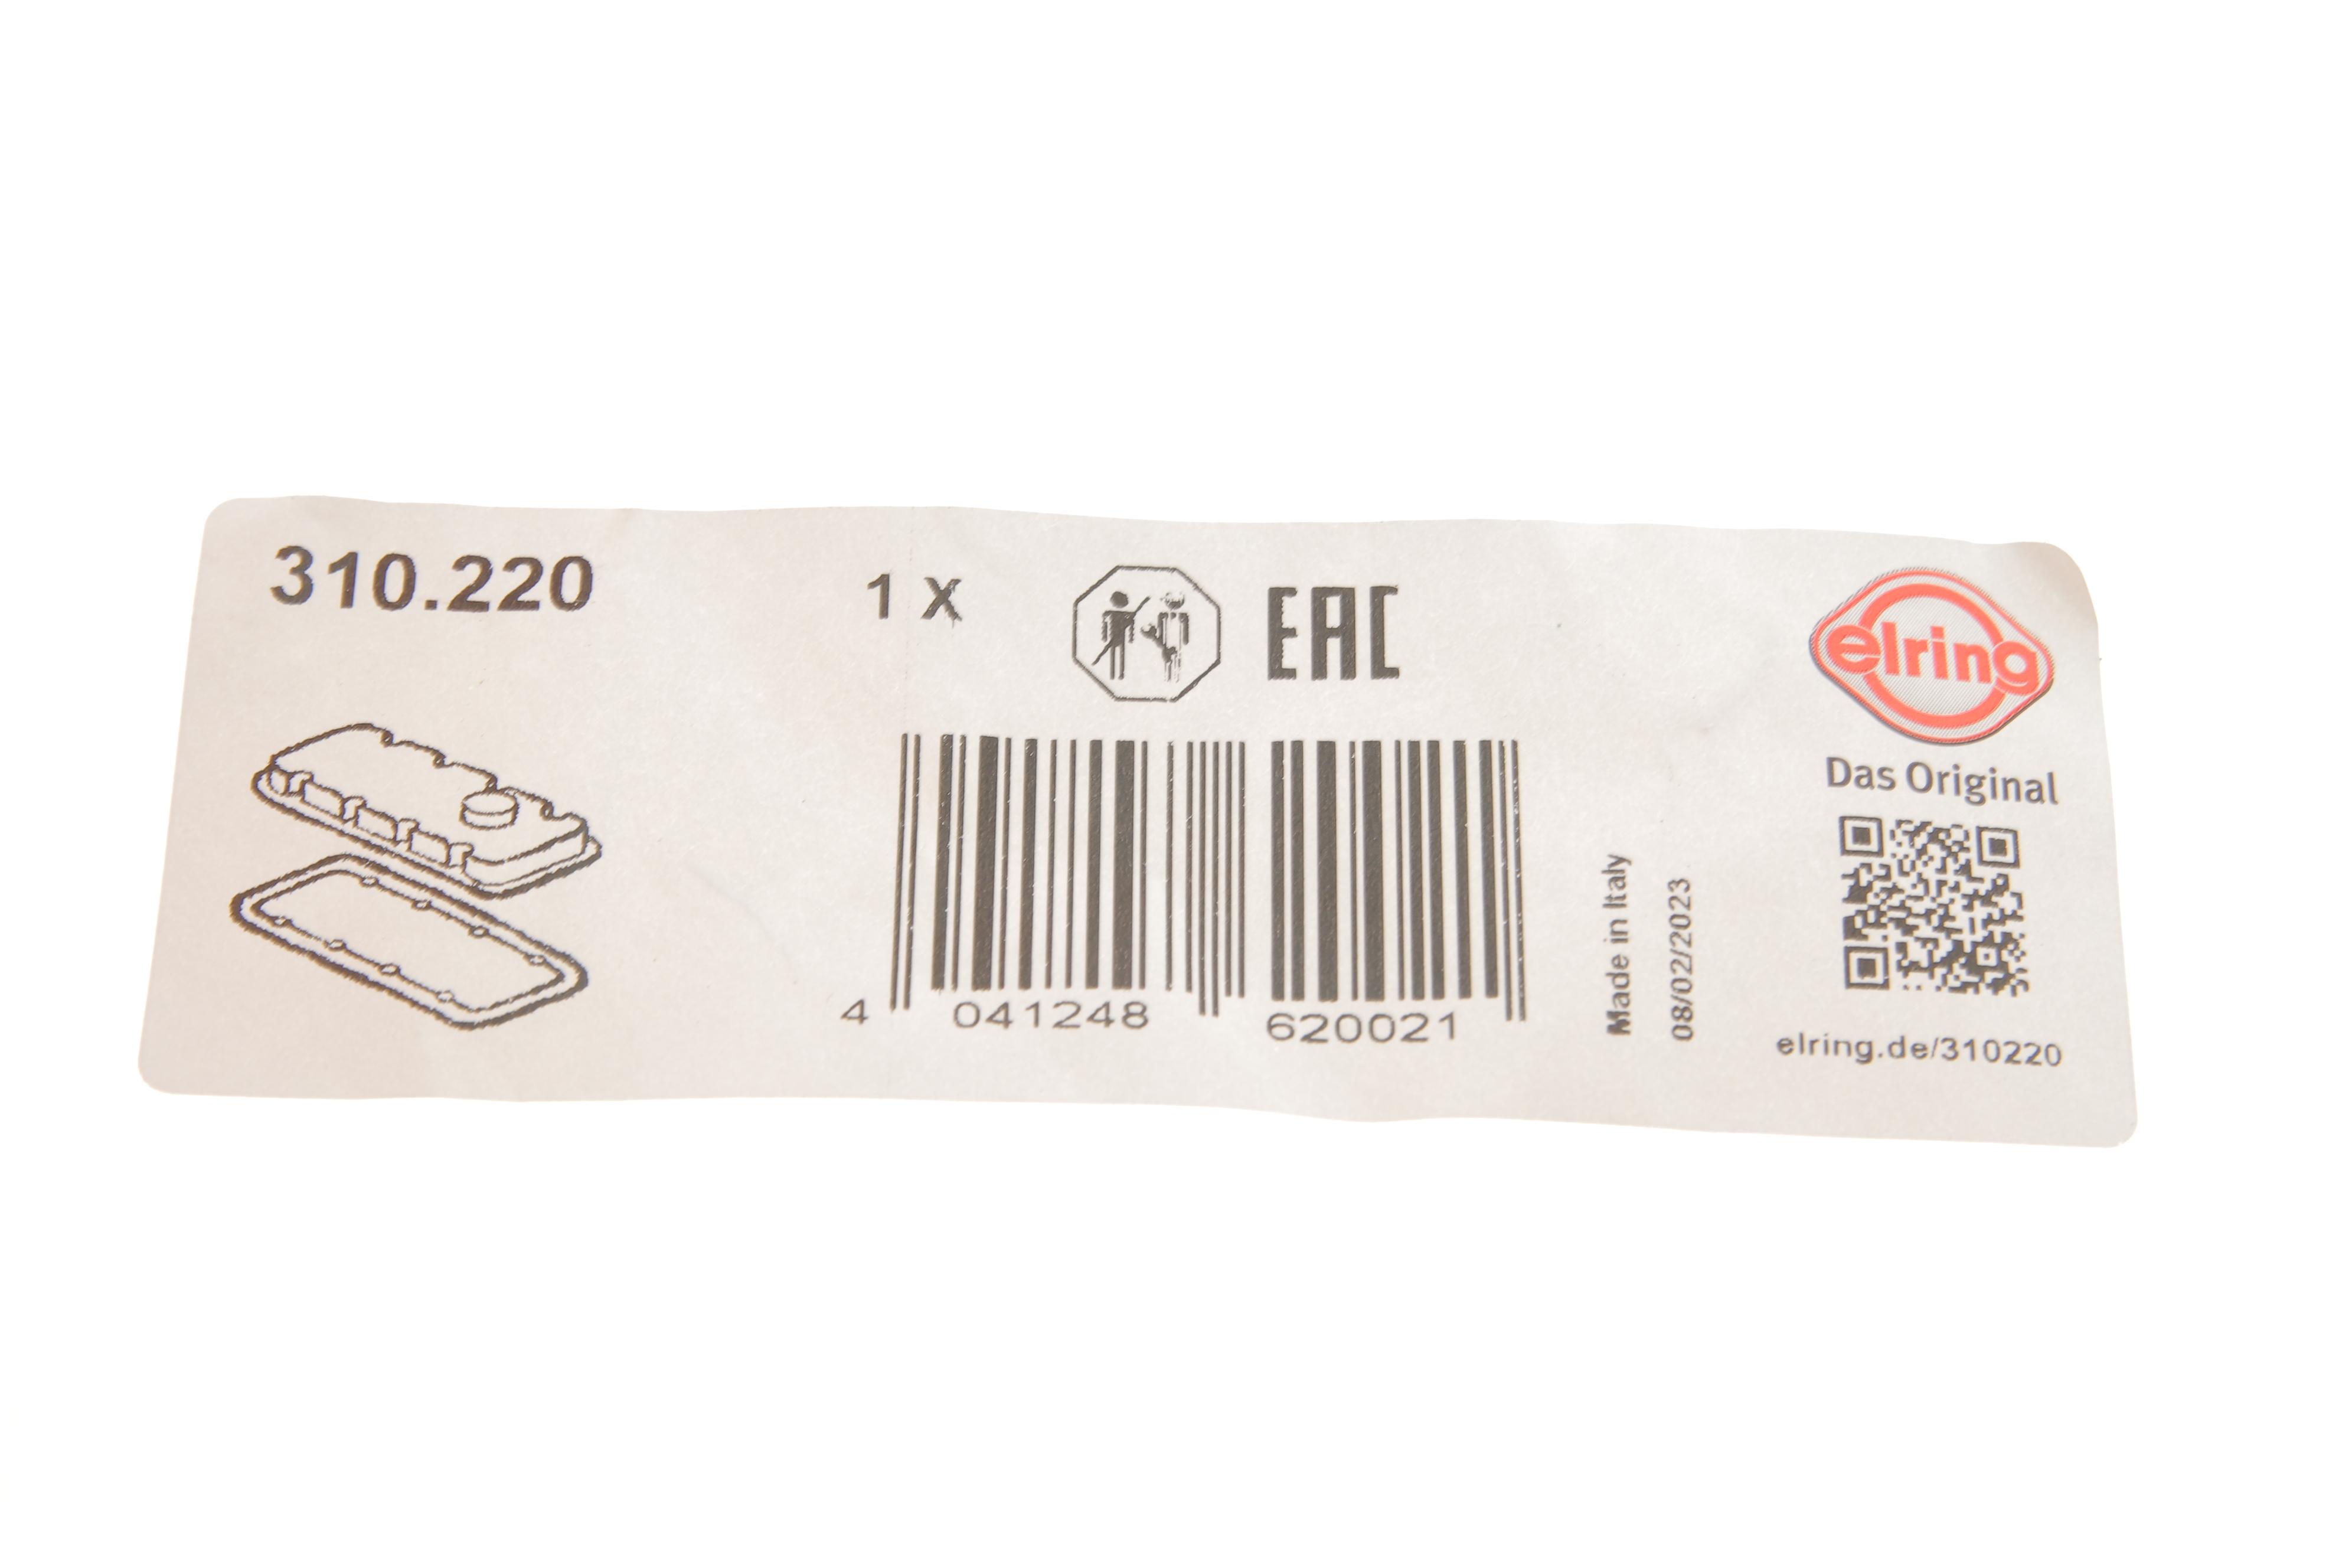 310.220
1 X
EAC
elring
Das Original
4 041248 620021
Made in Italy
08/02/2023
elring.de/310220